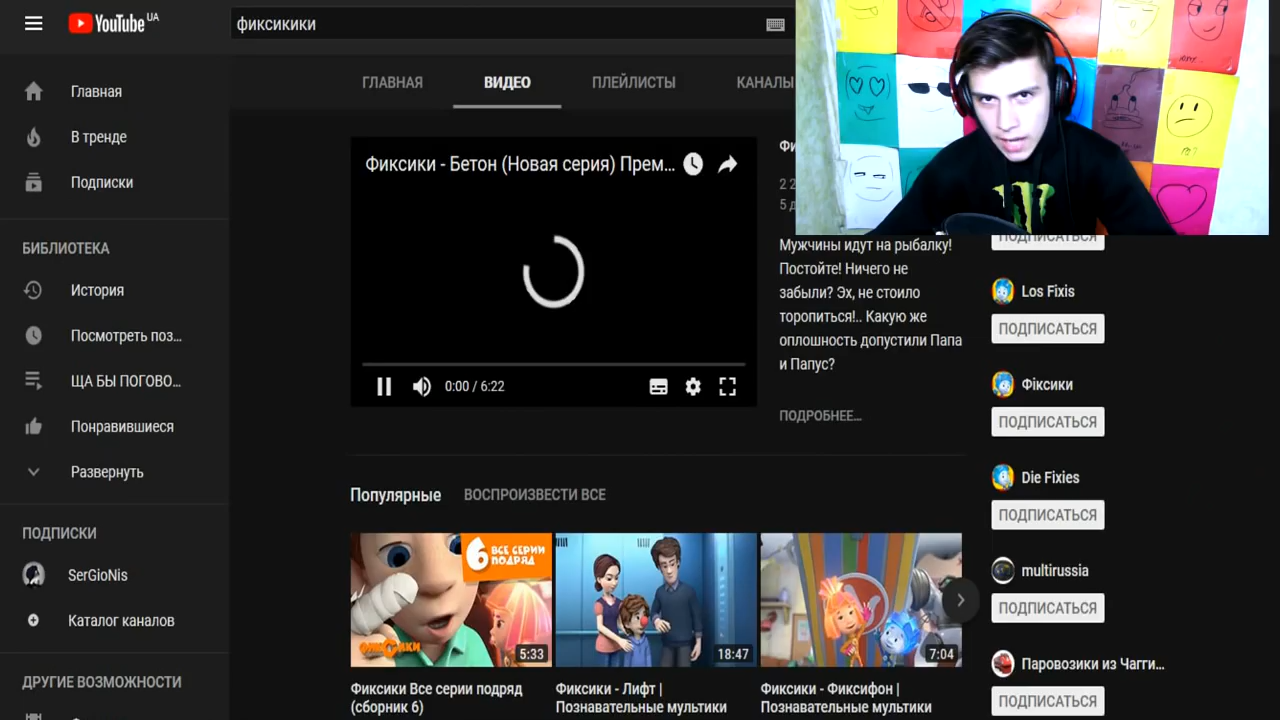 YouTube UA
фиксикики
Главная
В тренде
Подписки
БИБЛИОТЕКА
История
Посмотреть поз...
ЩА БЫ ПОГОВО...
Понравившиеся
Развернуть
ПОДПИСКИ
SerGioNis
Каталог каналов
ДРУГИЕ ВОЗМОЖНОСТИ
ГЛАВНАЯ
ВИДЕО
ПЛЕЙЛИСТЫ
КАНАЛЫ
Фиксики - Бетон (Новая серия) Прем...
0:00 / 6:22
Мужчины идут на рыбалку!
Постойте! Ничего не
забыли? Эх, не стоило
торопиться!.. Какую же
оплошность допустили Папа
и Папус?
ПОДРОБНЕЕ...
Популярные
ВОСПРОИЗВЕСТИ ВСЕ
6 ВСЕ СЕРИИ
ПОДРЯД
ФИКСИКИ
5:33
Фиксики Все серии подряд
(сборник 6)
18:47
Фиксики - Лифт |
Познавательные мультики
7:04
Фиксики - Фиксифон |
Познавательные мультики
ПОДПИСАТЬСЯ
Los Fixis
ПОДПИСАТЬСЯ
Фіксики
ПОДПИСАТЬСЯ
Die Fixies
ПОДПИСАТЬСЯ
multirussia
ПОДПИСАТЬСЯ
Паровозики из Чагги...
ПОДПИСАТЬСЯ